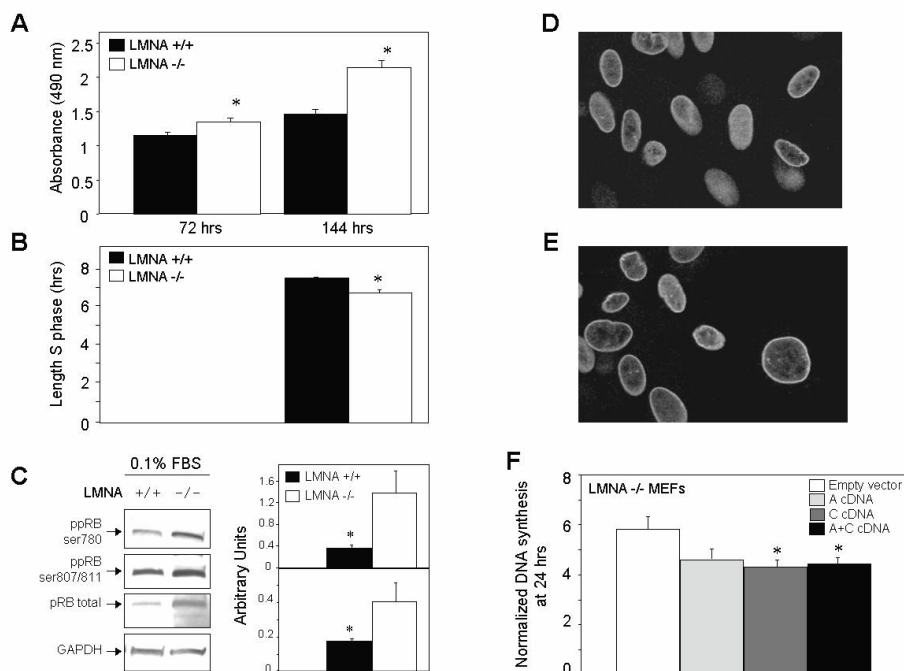 A
Absorbance (490 nm)
2.5
2
1.5
1
0.5
0
LMNA +/+
LMNA -/-
*
*
72 hrs
144 hrs
B
Length S phase (hrs)
8
6
4
2
0
LMNA +/+
LMNA -/-
*
C
0.1% FBS
LMNA +/+ -/-
ppRB
ser780
ppRB
ser807/811
pRB total
GAPDH
Arbitrary Units
1.6
1.2
0.8
0.4
0
LMNA +/+
LMNA -/-
*
0.4
0.2
0
*
D
E
F
Normalized DNA synthesis
at 24 hrs
8
6
4
2
0
LMNA -/- MEFs
Empty vector
A cDNA
C cDNA
A+C cDNA
*
*